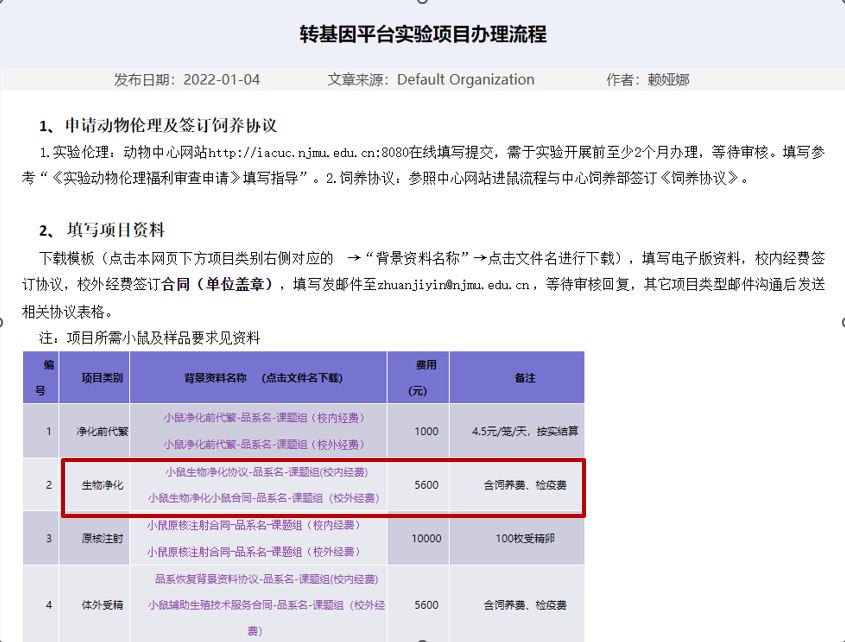 转基因平台实验项目办理流程
发布日期：2022-01-04 文章来源：Default Organization 作者：赖娅娜
1、申请动物伦理及签订饲养协议
1.实验伦理：动物中心网站http://iacuc.njmu.edu.cn:8080在线填写提交，需于实验开展前至少2个月办理，等待审核。填写参
考“《实验动物伦理福利审查申请》填写指导”。2.饲养协议：参照中心网站进鼠流程与中心饲养部签订《饲养协议》。
2、 填写项目资料
下载模板（点击本网页下方项目类别右侧对应的 →“背景资料名称”→点击文件名进行下载），填写电子版资料，校内经费签
订协议，校外经费签订合同（单位盖章），填写发邮件至zhuanjiyin@njmu.edu.cn，等待审核回复，其它项目类型邮件沟通后发送
相关协议表格。
注：项目所需小鼠及样品要求见资料
编号 项目类别 背景资料名称 （点击文件名下载） 费用（元） 备注
1 净化前代繁 小鼠净化前代繁-品系名-课题组（校内经费） 1000 4.5元/笼/天，按实结算
小鼠净化前代繁-品系名-课题组（校外经费）
2 生物净化 小鼠生物净化协议-品系名-课题组(校内经费) 5600 含饲养费、检疫费
小鼠生物净化小鼠合同-品系名-课题组（校外经费）
3 原核注射 小鼠原核注射合同-品系名-课题组（校内经费） 10000 100枚受精卵
小鼠原核注射合同-品系名-课题组（校外经费）
4 体外受精 品系恢复背景资料协议-品系名-课题组(校内经费) 5600 含饲养费、检疫费
小鼠辅助生殖技术服务合同-品系名-课题组（校外经
费）